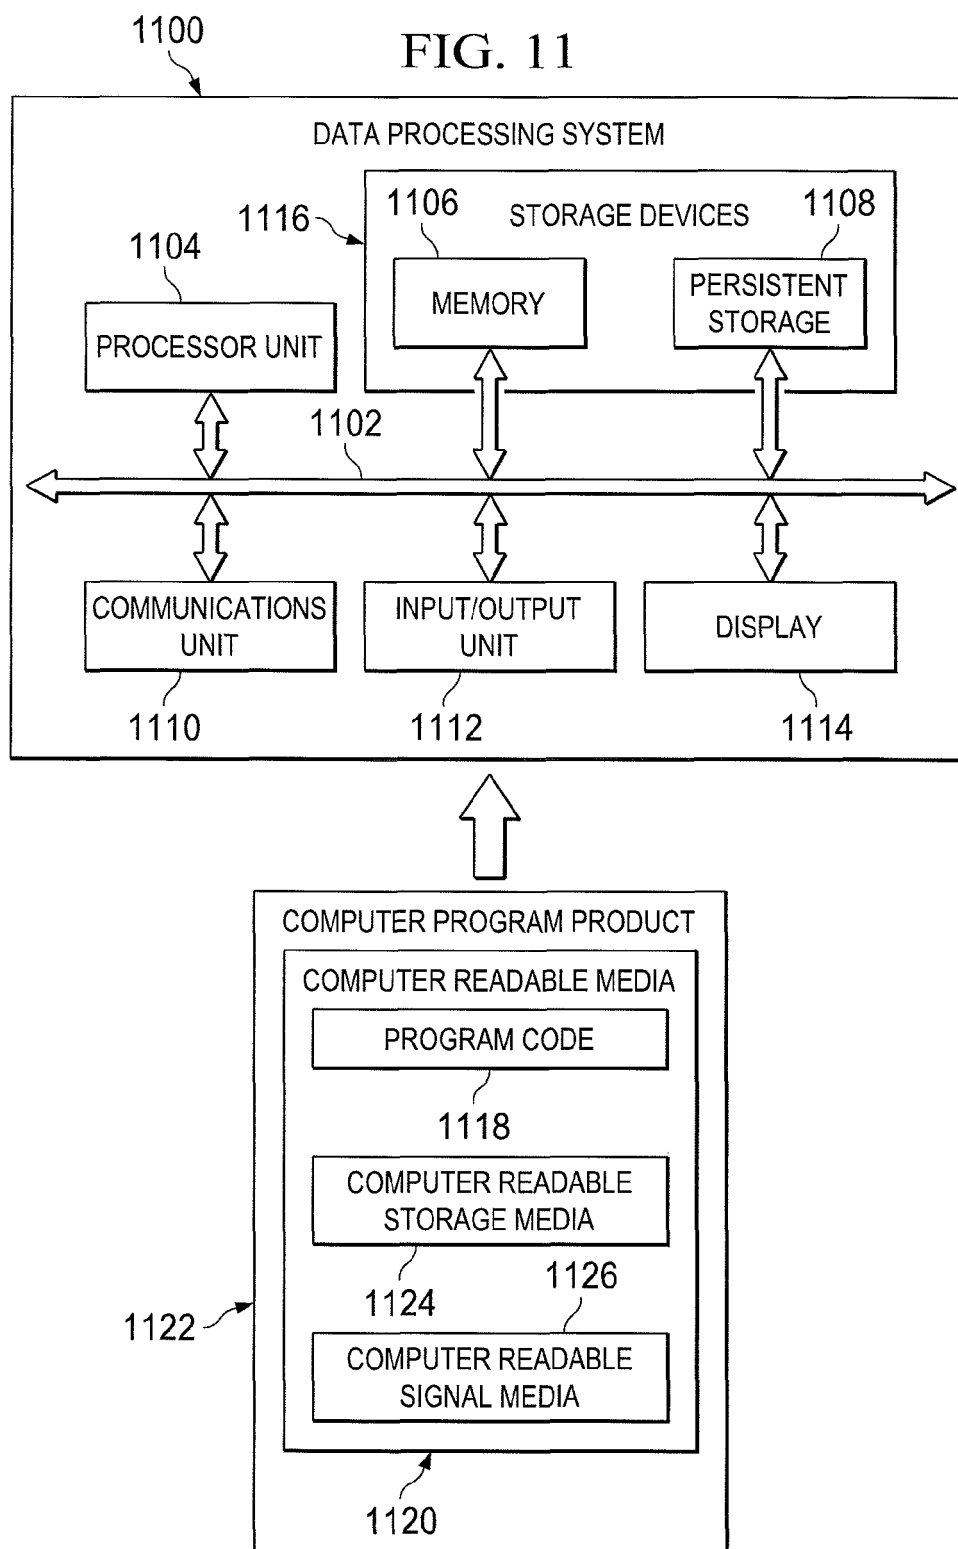 1100
FIG. 11
DATA PROCESSING SYSTEM
1116
1106
STORAGE DEVICES
1108
1104
MEMORY
PERSISTENT
STORAGE
PROCESSOR UNIT
1102
COMMUNICATIONS
UNIT
INPUT/OUTPUT
UNIT
DISPLAY
1110
1112
1114
COMPUTER PROGRAM PRODUCT
COMPUTER READABLE MEDIA
PROGRAM CODE
1118
COMPUTER READABLE
STORAGE MEDIA
1124
1126
1122
COMPUTER READABLE
SIGNAL MEDIA
1120